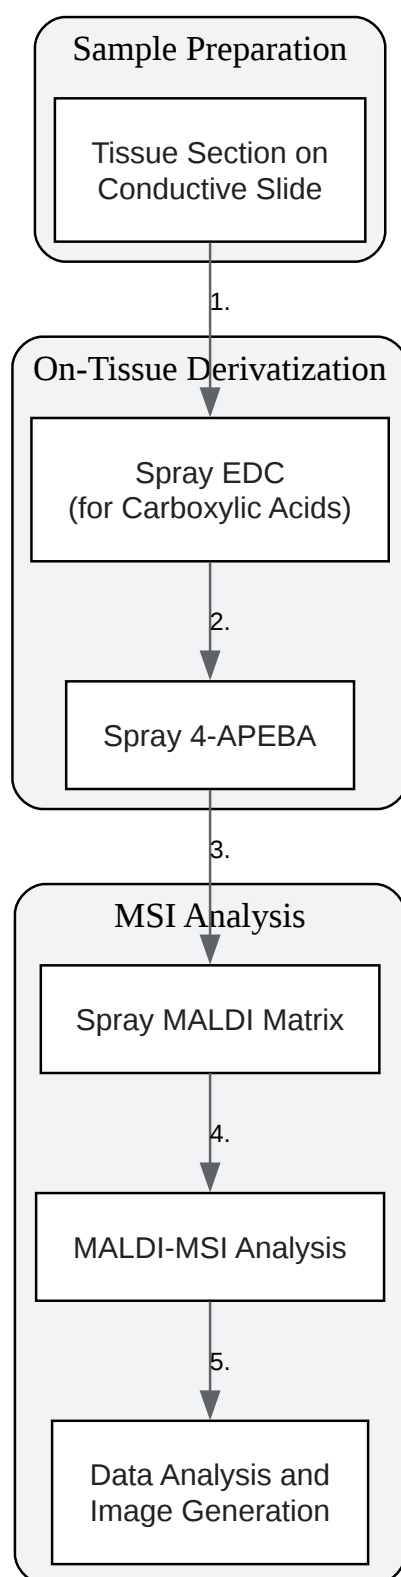 Sample Preparation
Tissue Section on
Conductive Slide
1.
On-Tissue Derivatization
Spray EDC
(for Carboxylic Acids)
2.
Spray 4-APEBA
3.
MSI Analysis
Spray MALDI Matrix
4.
MALDI-MSI Analysis
5.
Data Analysis and
Image Generation